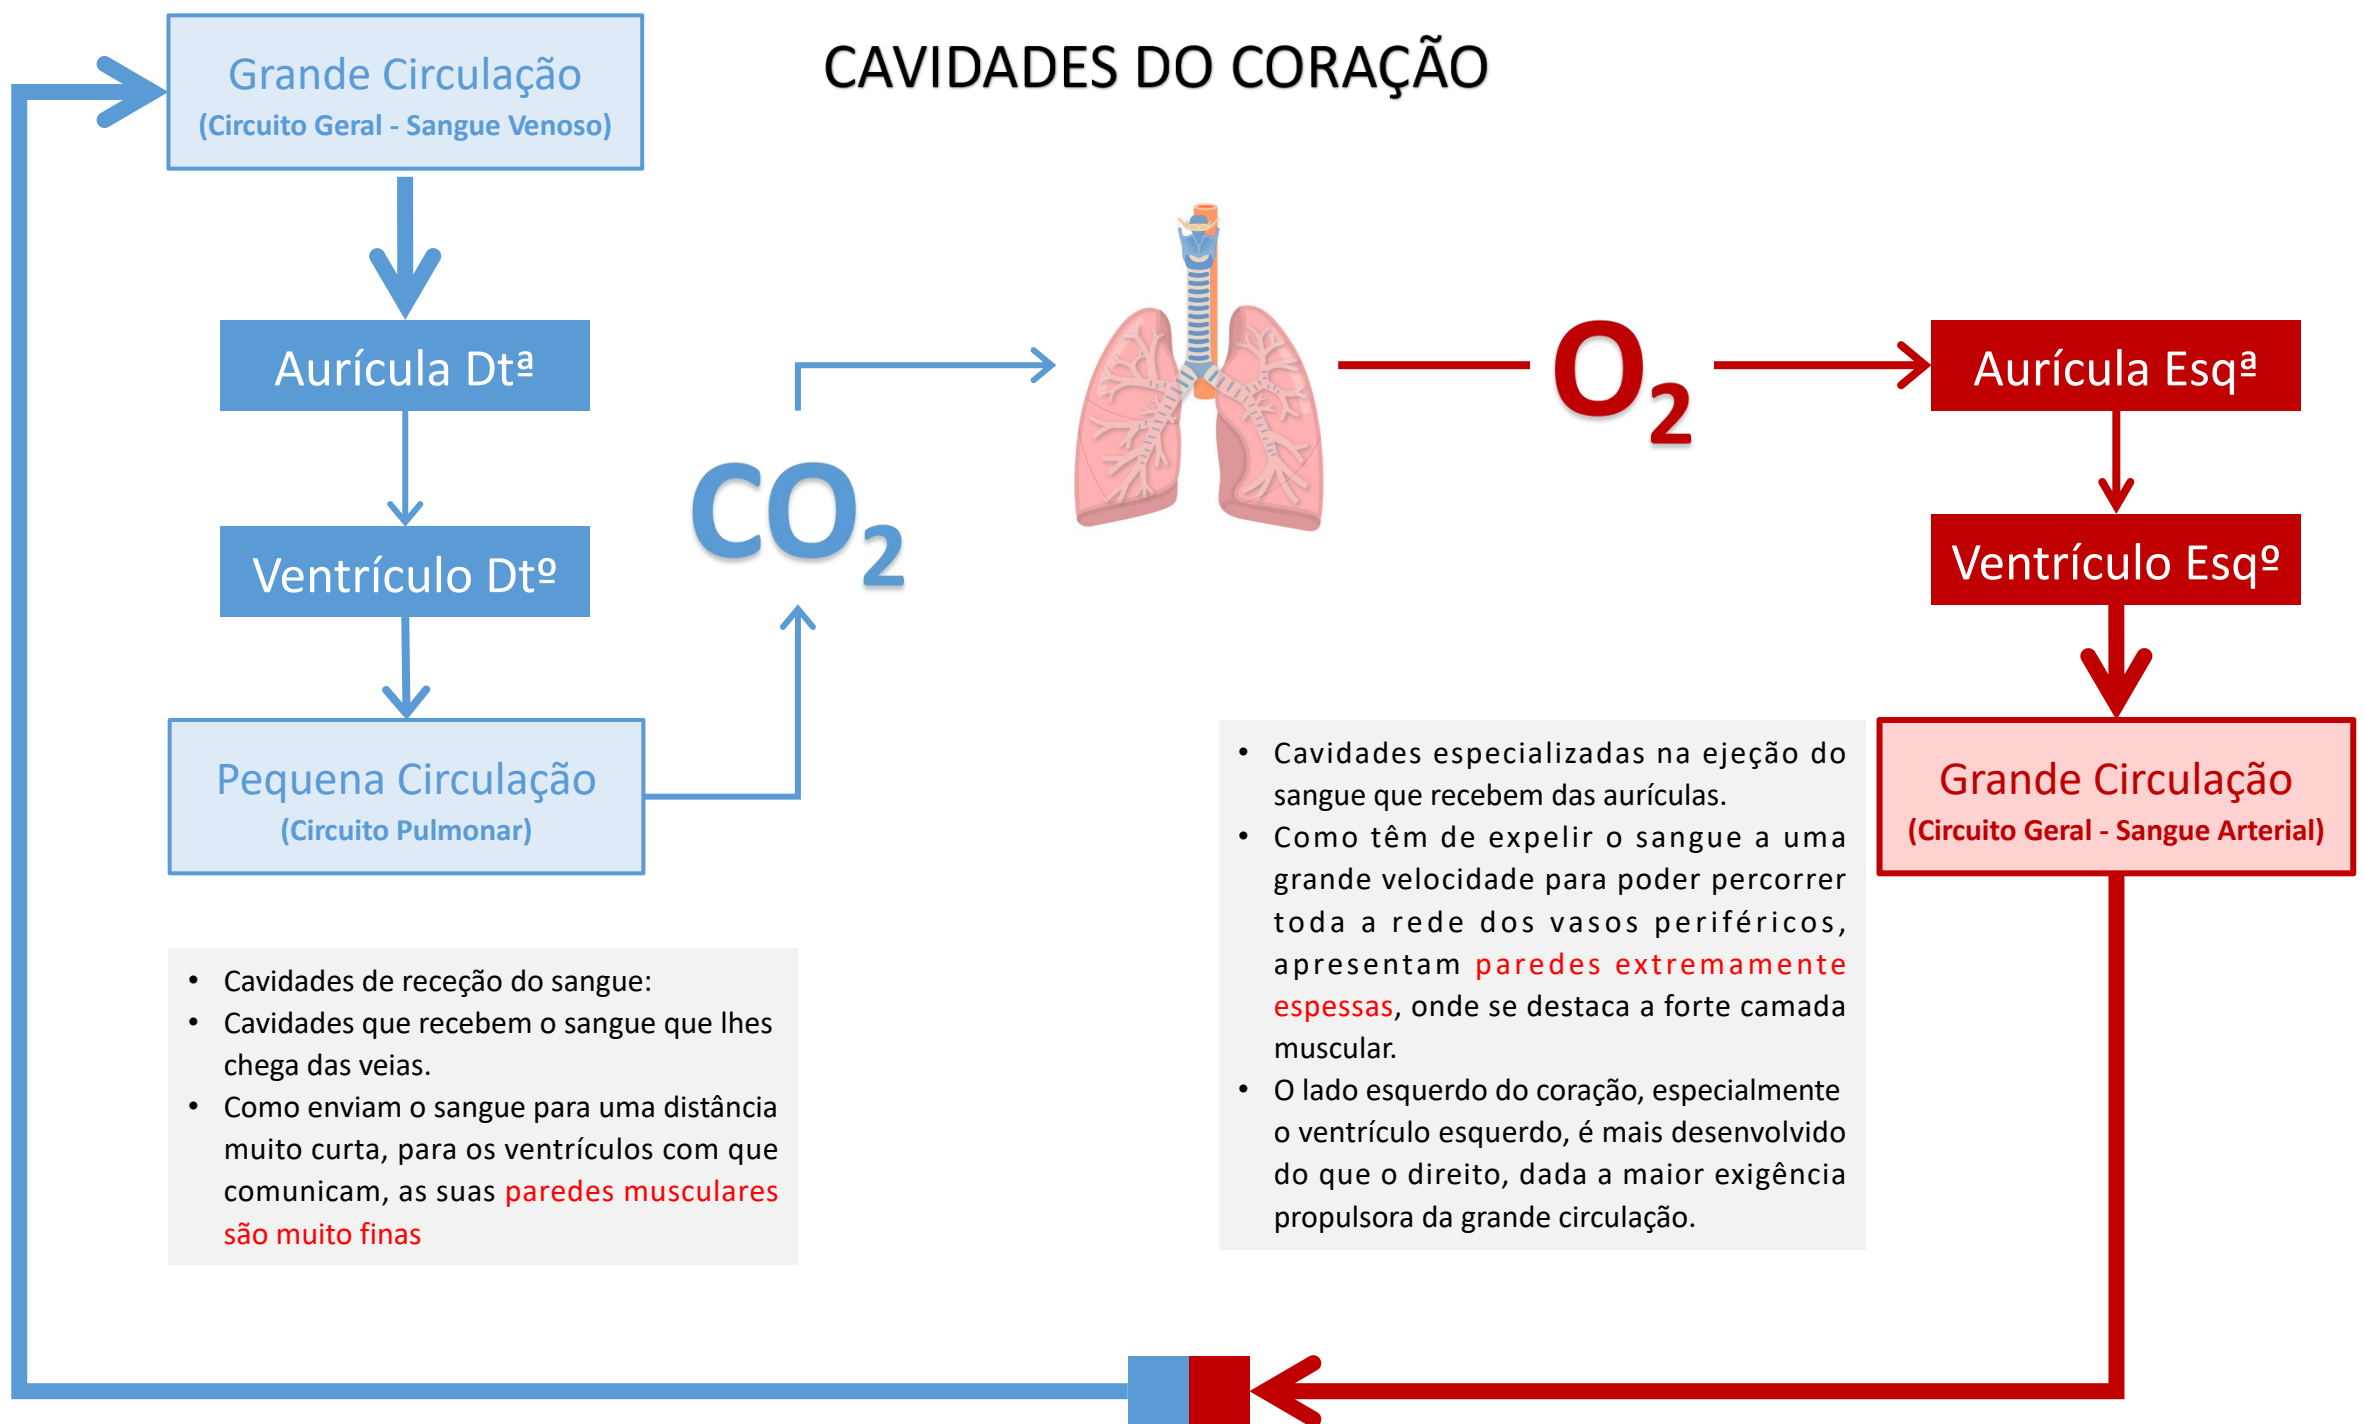 CAVIDADES DO CORAÇÃO
Grande Circulação
(Circuito Geral - Sangue Venoso)
Aurícula Dtª
Ventrículo Dtº
Pequena Circulação
(Circuito Pulmonar)
CO₂
O₂
Aurícula Esqª
Ventrículo Esqº
Grande Circulação
(Circuito Geral - Sangue Arterial)
• Cavidades de receção do sangue:
• Cavidades que recebem o sangue que lhes
chega das veias.
• Como enviam o sangue para uma distância
muito curta, para os ventrículos com que
comunicam, as suas paredes musculares
são muito finas
• Cavidades especializadas na ejeção do
sangue que recebem das aurículas.
• Como têm de expelir o sangue a uma
grande velocidade para poder percorrer
toda a rede dos vasos periféricos,
apresentam paredes extremamente
espessas, onde se destaca a forte camada
muscular.
• O lado esquerdo do coração, especialmente
o ventrículo esquerdo, é mais desenvolvido
do que o direito, dada a maior exigência
propulsora da grande circulação.